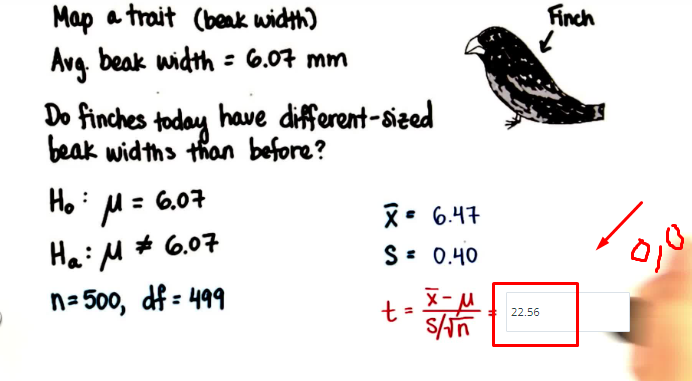 Map a trait (beak width)
Finch
Avg. beak width = 6.07 mm
Do finches today have different-sized
beak widths than before?
H₀: μ = 6.07
Hₐ: μ ≠ 6.07
n=500, df = 499
x̄ = 6.47
S = 0.40
t = x̄ - μ / S/√n = 22.56